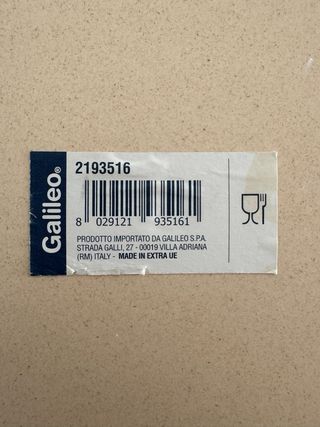 Galileo®
2193516
8 029121 935161
PRODOTTO IMPORTATO DA GALILEO S.P.A.
STRADA GALLI, 27 - 00019 VILLA ADRIANA
(RM) ITALY - MADE IN EXTRA UE